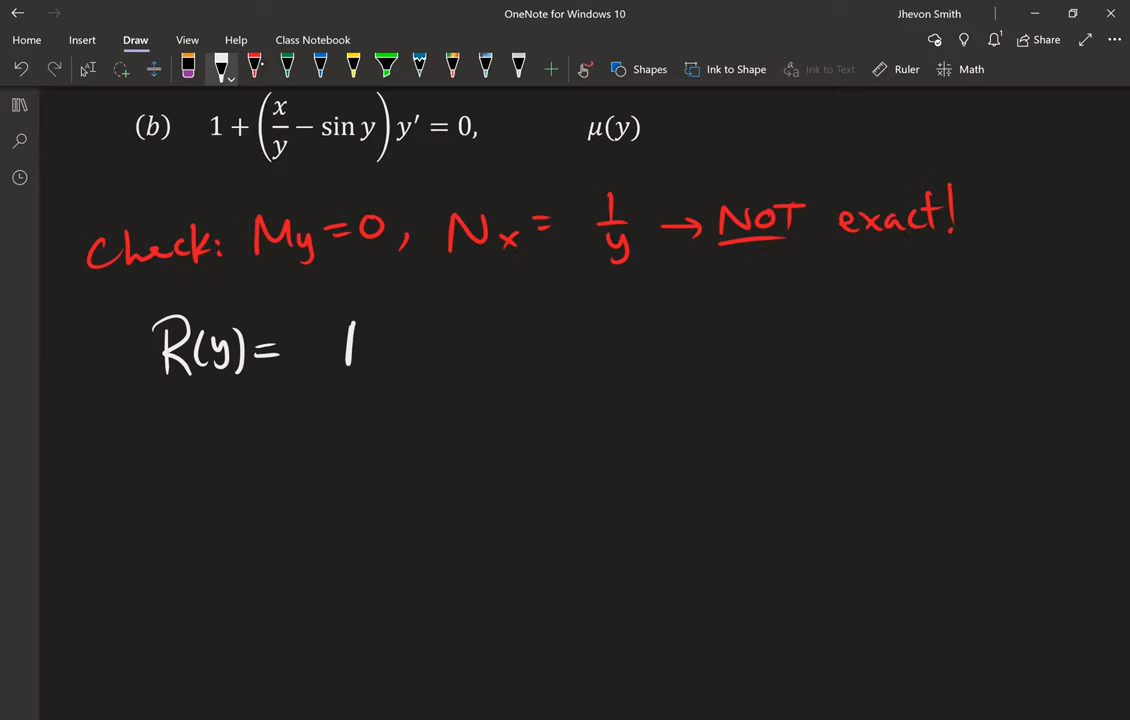 OneNote for Windows 10
Jhevon Smith
Home Insert Draw View Help Class Notebook
1 Share
Shapes Ink to Shape Ink to Text Ruler Math
(b) 1 + (x/y − sin y) y′ = 0, μ(y)
Check: My = 0, Nx = 1/y → NOT exact!
R(y) = 1